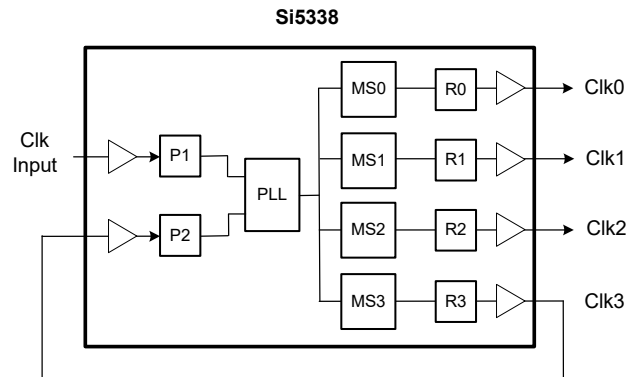 Si5338
Clk
Input
P1
P2
PLL
MS0
R0
Clk0
MS1
R1
Clk1
MS2
R2
Clk2
MS3
R3
Clk3